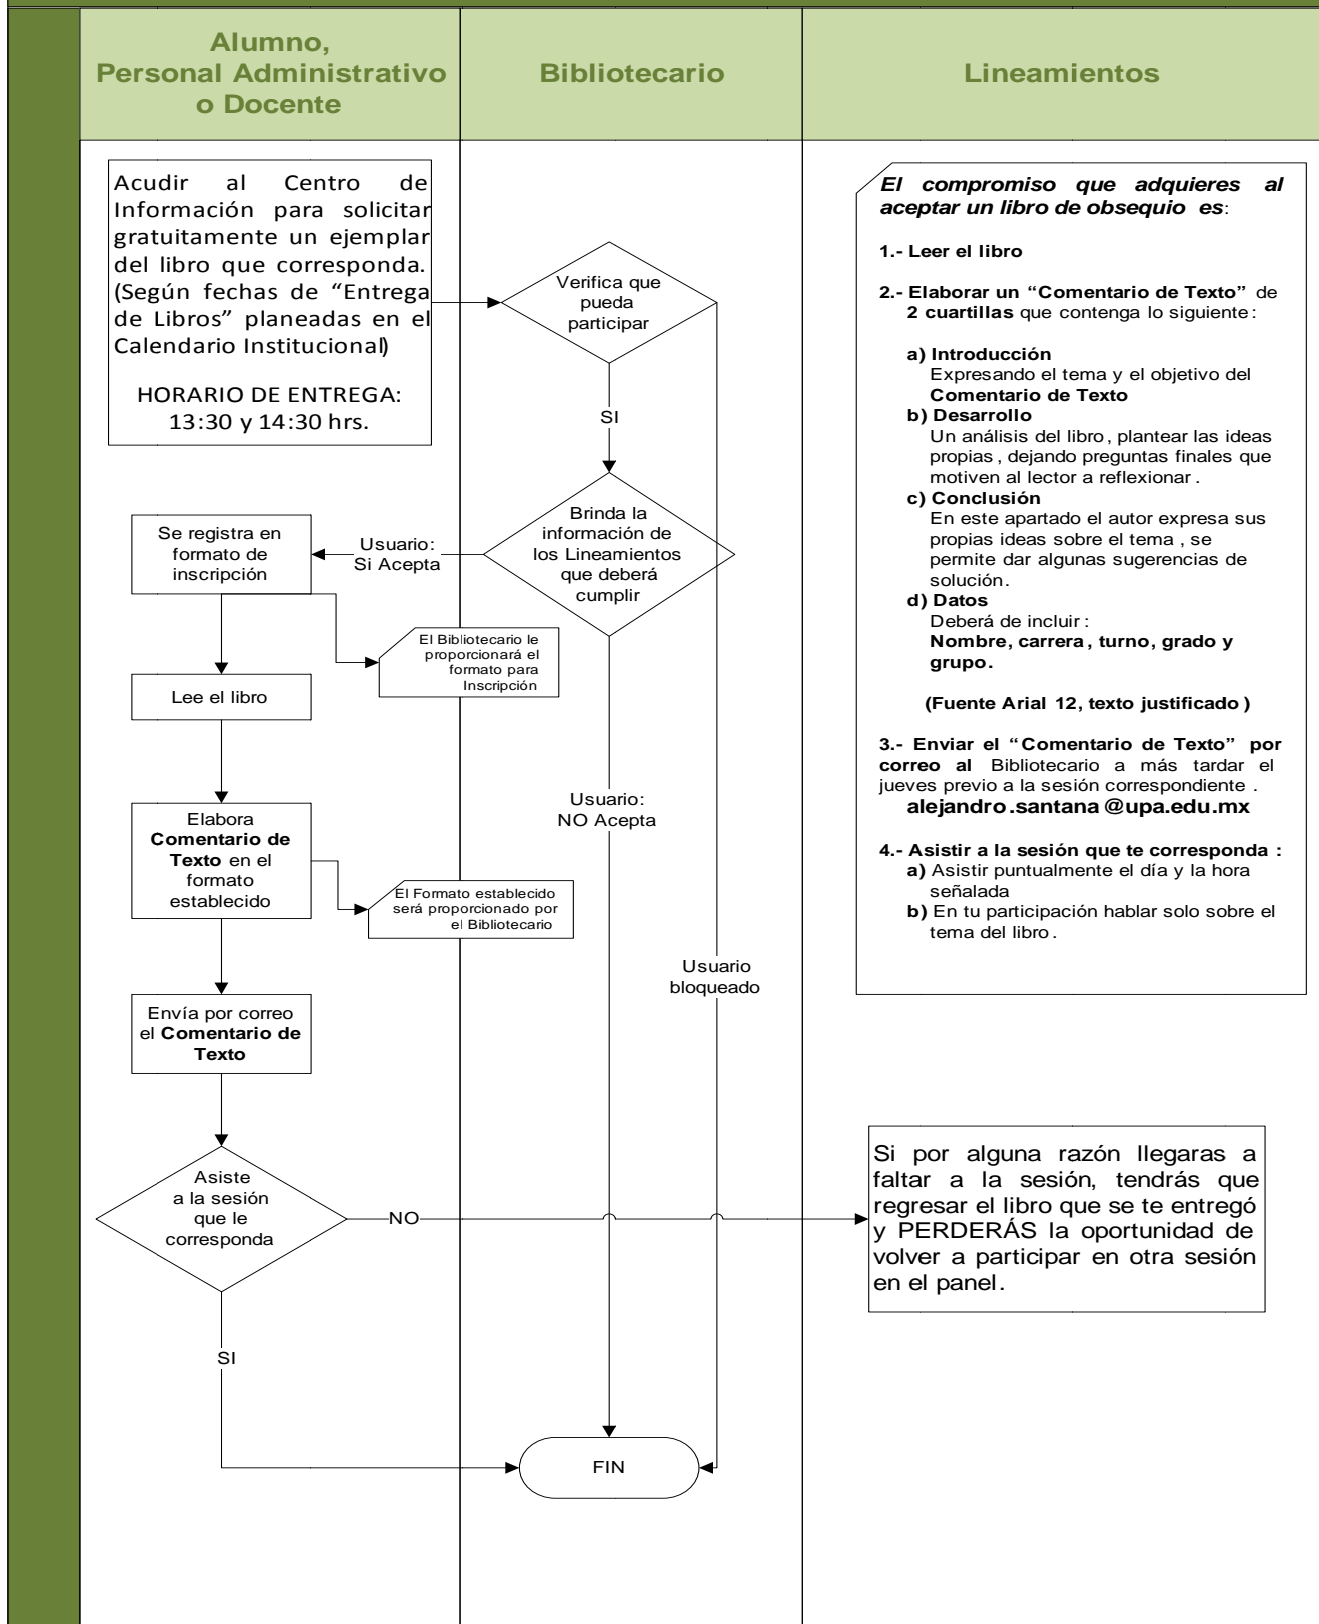 Alumno,
Personal Administrativo
o Docente
Bibliotecario
Lineamientos
Acudir al Centro de
Información para solicitar
gratuitamente un ejemplar
del libro que corresponda.
(Según fechas de “Entrega
de Libros” planeadas en el
Calendario Institucional)
HORARIO DE ENTREGA:
13:30 y 14:30 hrs.
Verifica que
pueda
participar
SI
Brinda la
información de
los Lineamientos
que deberá
cumplir
Usuario:
Si Acepta
Se registra en
formato de
inscripción
El Bibliotecario le
proporcionará el
formato para
Inscripción
Lee el libro
Elabora
Comentario de
Texto en el
formato
establecido
El Formato establecido
será proporcionado por
el Bibliotecario
Usuario:
NO Acepta
Usuario
bloqueado
Envía por correo
el Comentario de
Texto
Asiste
a la sesión
que le
corresponda
NO
SI
FIN
El compromiso que adquieres al
aceptar un libro de obsequio es:
1.- Leer el libro
2.- Elaborar un “Comentario de Texto” de
2 cuartillas que contenga lo siguiente:
a) Introducción
Expresando el tema y el objetivo del
Comentario de Texto
b) Desarrollo
Un análisis del libro, plantear las ideas
propias, dejando preguntas finales que
motiven al lector a reflexionar.
c) Conclusión
En este apartado el autor expresa sus
propias ideas sobre el tema, se
permite dar algunas sugerencias de
solución.
d) Datos
Deberá de incluir:
Nombre, carrera, turno, grado y
grupo.
(Fuente Arial 12, texto justificado)
3.- Enviar el “Comentario de Texto” por
correo al Bibliotecario a más tardar el
jueves previo a la sesión correspondiente.
alejandro.santana@upa.edu.mx
4.- Asistir a la sesión que te corresponda:
a) Asistir puntualmente el día y la hora
señalada
b) En tu participación hablar solo sobre el
tema del libro.
Si por alguna razón llegaras a
faltar a la sesión, tendrás que
regresar el libro que se te entregó
y PERDERÁS la oportunidad de
volver a participar en otra sesión
en el panel.